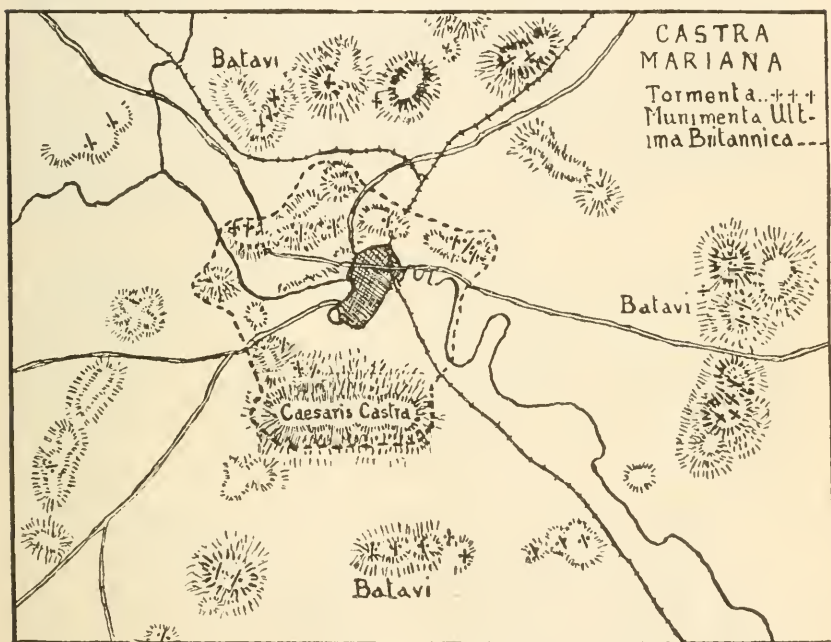 CASTRA
MARIANA
Tormenta..+++
Munimenta Ult-
ima Britannica---
Batavi
Batavi
Caesaris Castra
Batavi